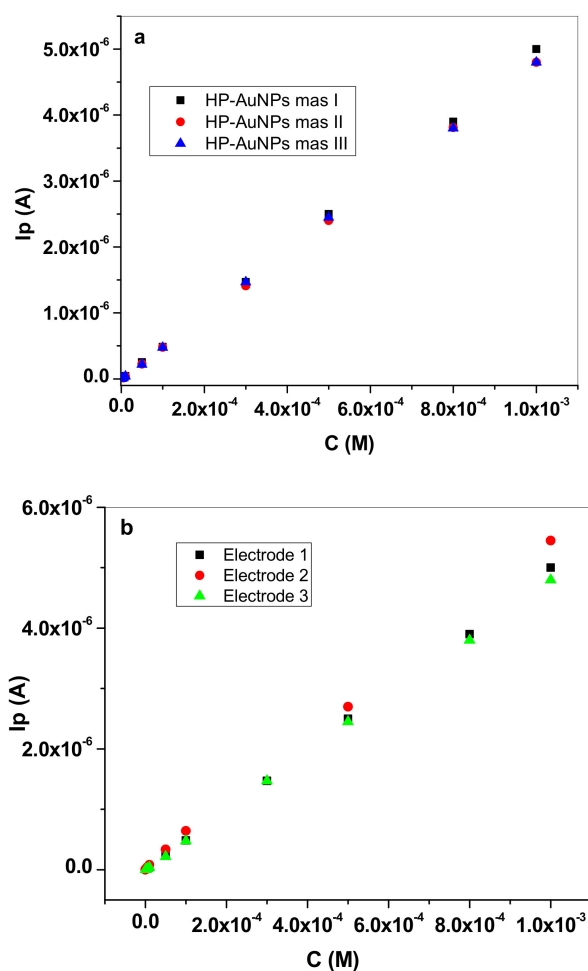 a
5.0x10⁻⁶
4.0x10⁻⁶
3.0x10⁻⁶
2.0x10⁻⁶
1.0x10⁻⁶
0.0
Ip (A)
HP-AuNPs mas I
HP-AuNPs mas II
HP-AuNPs mas III
0.0 2.0x10⁻⁴ 4.0x10⁻⁴ 6.0x10⁻⁴ 8.0x10⁻⁴ 1.0x10⁻³
C (M)
b
6.0x10⁻⁶
4.0x10⁻⁶
2.0x10⁻⁶
0.0
Ip (A)
Electrode 1
Electrode 2
Electrode 3
0.0 2.0x10⁻⁴ 4.0x10⁻⁴ 6.0x10⁻⁴ 8.0x10⁻⁴ 1.0x10⁻³
C (M)